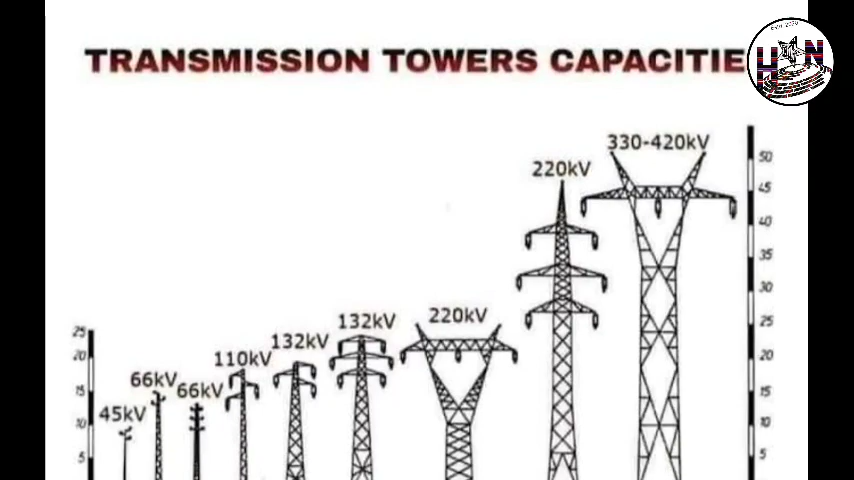 TRANSMISSION TOWERS CAPACITIE
HN
330-420kV
220kV
50
45
40
35
30
25
20
15
10
5
220kV
132kV
132kV
110kV
66kV
66kV
45kV
25
20
15
10
5